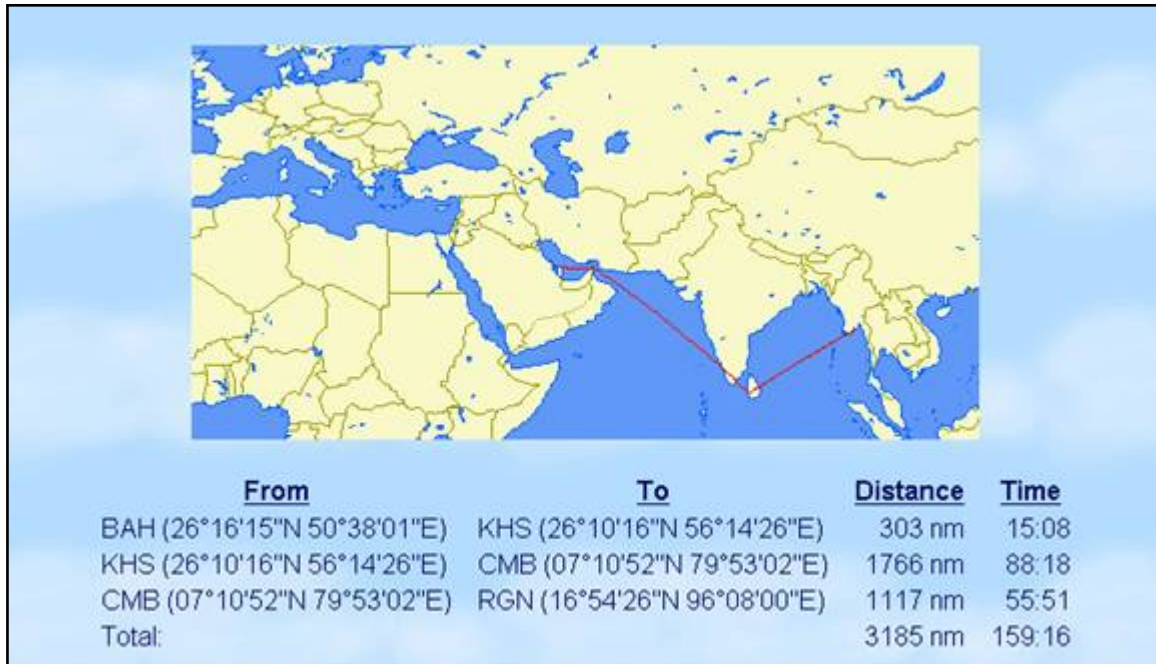 From To Distance Time
BAH (26°16'15"N 50°38'01"E) KHS (26°10'16"N 56°14'26"E) 303 nm 15:08
KHS (26°10'16"N 56°14'26"E) CMB (07°10'52"N 79°53'02"E) 1766 nm 88:18
CMB (07°10'52"N 79°53'02"E) RGN (16°54'26"N 96°08'00"E) 1117 nm 55:51
Total: 3185 nm 159:16